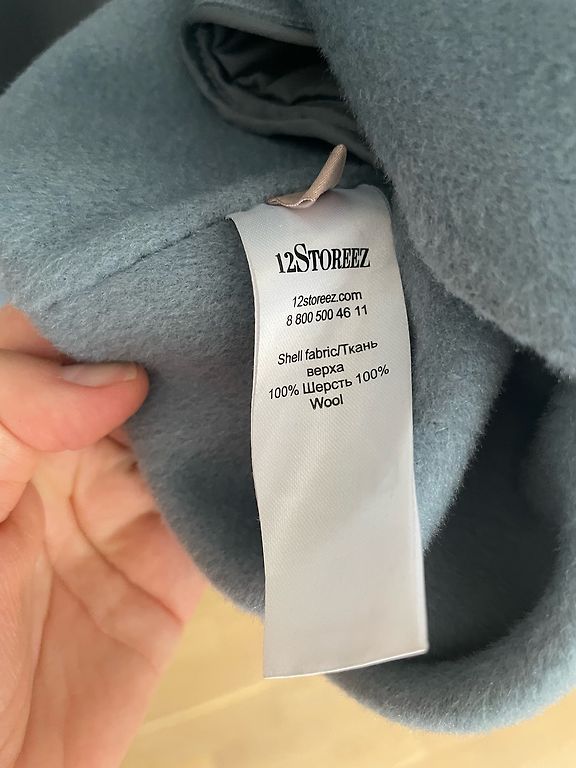 12STOREEZ
12storeez.com
8 800 500 46 11
Shell fabric/Ткань
верха
100% Шерсть 100%
Wool